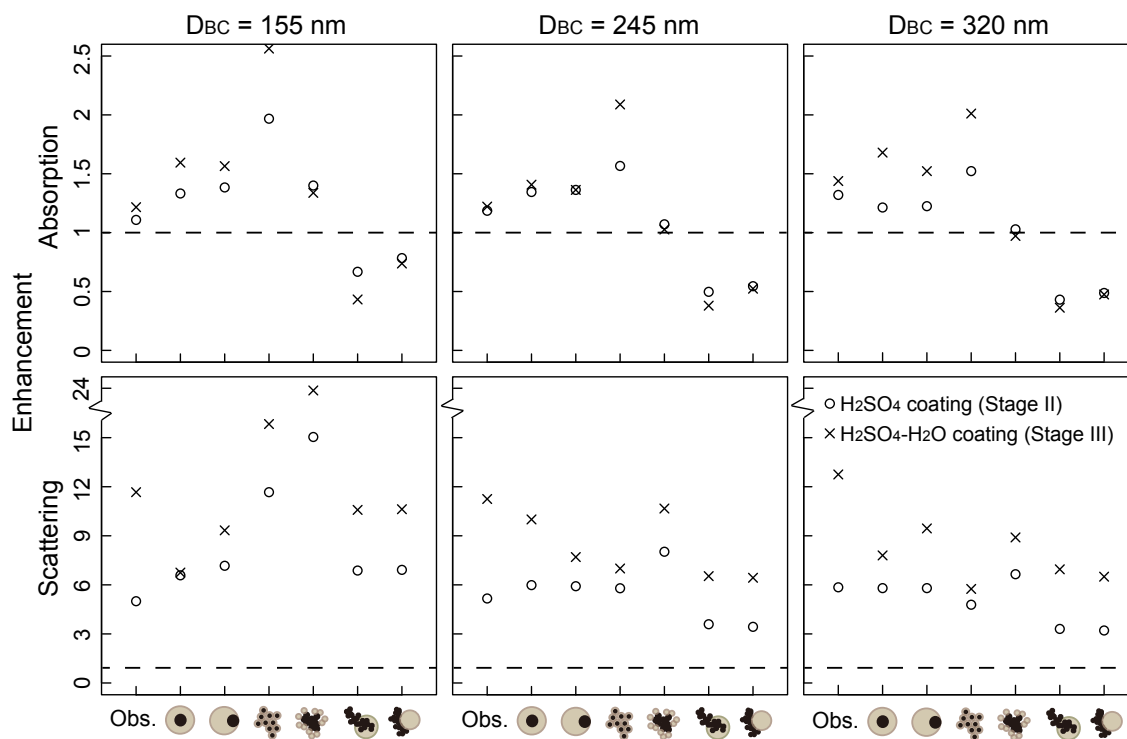 DBC = 155 nm
DBC = 245 nm
DBC = 320 nm
Enhancement
Absorption
2.5
2
1.5
1
0.5
0
Scattering
24
15
12
9
6
3
0
H2SO4 coating (Stage II)
H2SO4-H2O coating (Stage III)
Obs.
Obs.
Obs.